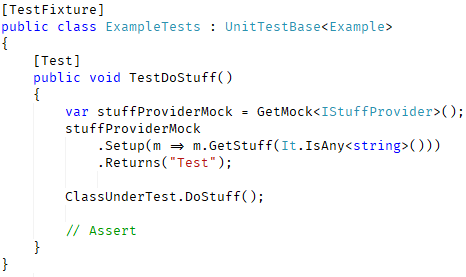 [TestFixture]
public class ExampleTests : UnitTestBase<Example>
{
[Test]
public void TestDoStuff()
{
var stuffProviderMock = GetMock<IStuffProvider>();
stuffProviderMock
.Setup(m => m.GetStuff(It.IsAny<string>()))
.Returns("Test");
ClassUnderTest.DoStuff();
// Assert
}
}